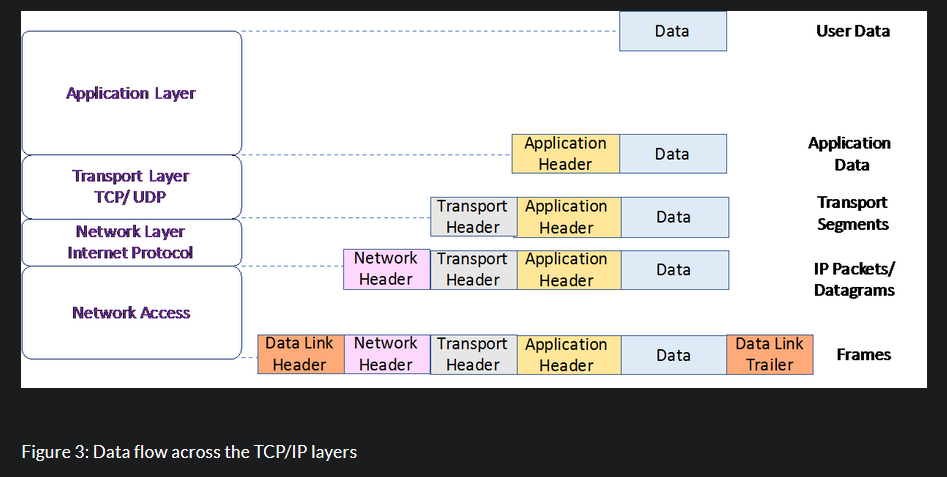 Data
User Data
Application Layer
Application
Header
Data
Application
Data
Transport Layer
TCP/ UDP
Transport
Header
Application
Header
Data
Transport
Segments
Network Layer
Internet Protocol
Network
Header
Transport
Header
Application
Header
Data
IP Packets/
Datagrams
Network Access
Data Link
Header
Network
Header
Transport
Header
Application
Header
Data
Data Link
Trailer
Frames
Figure 3: Data flow across the TCP/IP layers